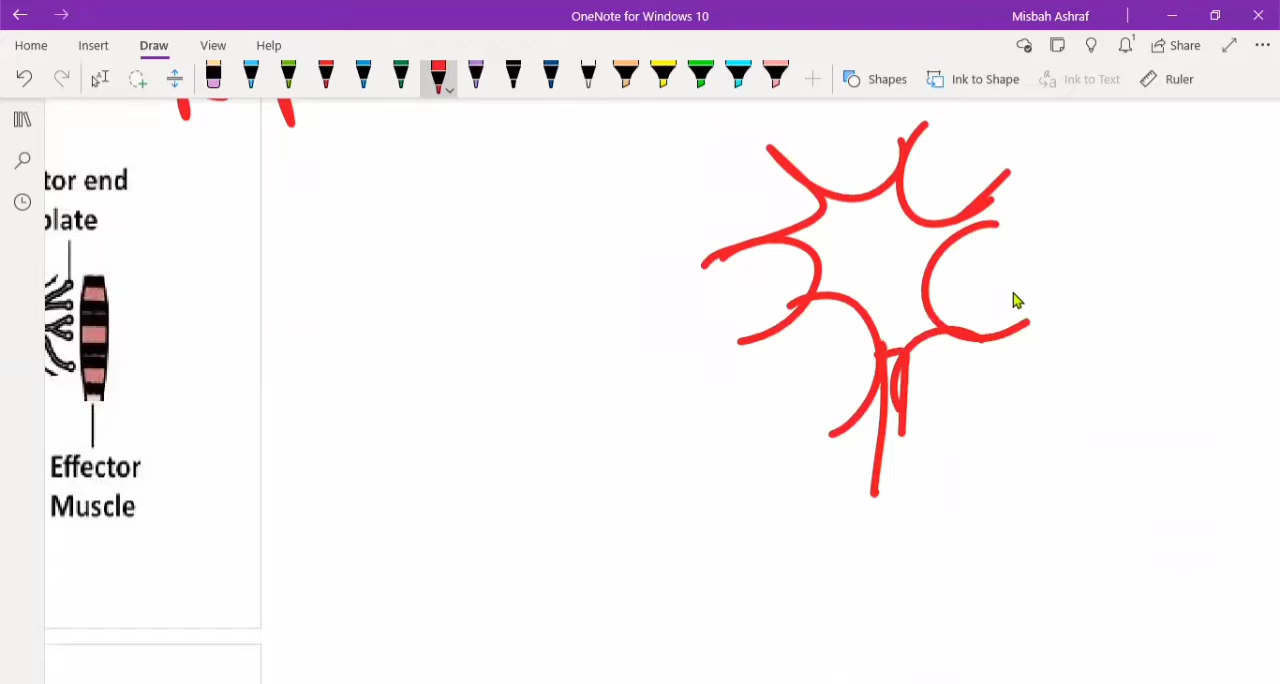 OneNote for Windows 10
Misbah Ashraf
Home Insert Draw View Help
Share
Shapes Ink to Shape Ink to Text Ruler
tor end
plate
Effector
Muscle